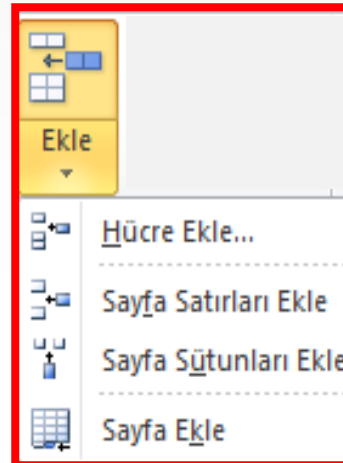 Ekle
Hücre Ekle...
Sayfa Satırları Ekle
Sayfa Sütunları Ekle
Sayfa Ekle